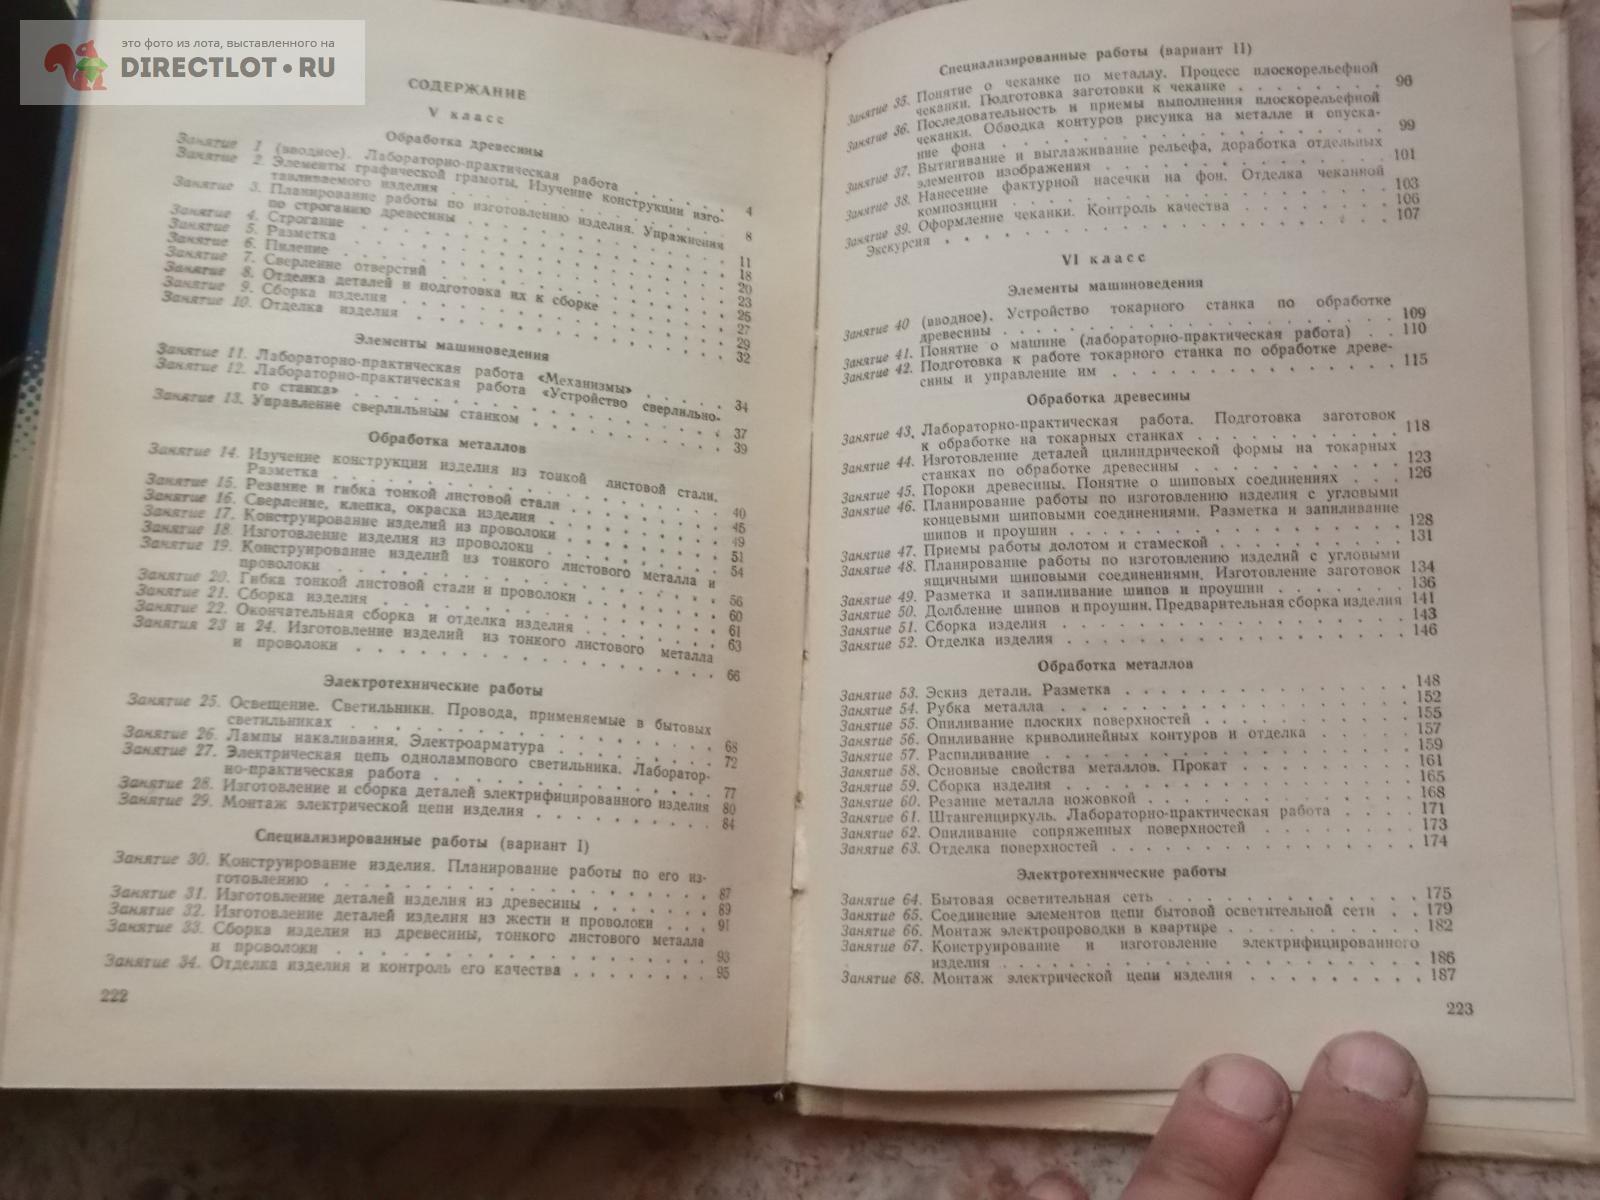 это фото из лота, выставленного на
DIRECTLOT.RU
СОДЕРЖАНИЕ
V класс
Обработка древесины
Занятие 1 (вводное). Лабораторно-практическая работа . . . . . . 4
Занятие 2. Элементы графической грамоты. Изучение конструкции изго-
тавливаемого изделия . . . . . . . . . . . . 8
Занятие 3. Планирование работы по изготовлению изделия. Упражнения
по строганию древесины . . . . . . . . . . . . 11
Занятие 4. Строгание . . . . . . . . . . . . 18
Занятие 5. Разметка . . . . . . . . . . . . 20
Занятие 6. Пиление . . . . . . . . . . . . 23
Занятие 7. Сверление отверстий . . . . . . . . . . 25
Занятие 8. Отделка деталей и подготовка их к сборке . . . . . . 27
Занятие 9. Сборка изделия . . . . . . . . . . . 29
Занятие 10. Отделка изделия . . . . . . . . . . . 32
Элементы машиноведения
Занятие 11. Лабораторно-практическая работа «Механизмы» . . . . 34
Занятие 12. Лабораторно-практическая работа «Устройство сверлильно-
го станка» . . . . . . . . . . . . . . 37
Занятие 13. Управление сверлильным станком . . . . . . . 39
Обработка металлов
Занятие 14. Изучение конструкции изделия из тонкой листовой стали.
Разметка . . . . . . . . . . . . . . 40
Занятие 15. Резание и гибка тонкой листовой стали . . . . . . 45
Занятие 16. Сверление, клепка, окраска изделия . . . . . . . 49
Занятие 17. Конструирование изделий из проволоки . . . . . . 51
Занятие 18. Изготовление изделия из проволоки . . . . . . . 54
Занятие 19. Конструирование изделий из тонкого листового металла и
проволоки . . . . . . . . . . . . . . 56
Занятие 20. Гибка тонкой листовой стали и проволоки . . . . . 60
Занятие 21. Сборка изделия . . . . . . . . . . . 61
Занятие 22. Окончательная сборка и отделка изделия . . . . . 63
Занятия 23 и 24. Изготовление изделий из тонкого листового металла
и проволоки . . . . . . . . . . . . . . 66
Электротехнические работы
Занятие 25. Освещение. Светильники. Провода, применяемые в бытовых
светильниках . . . . . . . . . . . . . . 68
Занятие 26. Лампы накаливания. Электроарматура . . . . . . 72
Занятие 27. Электрическая цепь однолампового светильника. Лаборатор-
но-практическая работа . . . . . . . . . . . 77
Занятие 28. Изготовление и сборка деталей электрифицированного изделия 80
Занятие 29. Монтаж электрической цепи изделия . . . . . . . 84
Специализированные работы (вариант I)
Занятие 30. Конструирование изделия. Планирование работы по его из-
готовлению . . . . . . . . . . . . . . 87
Занятие 31. Изготовление деталей изделия из древесины . . . . . 89
Занятие 32. Изготовление деталей изделия из жести и проволоки . . . 91
Занятие 33. Сборка изделия из древесины, тонкого листового металла
и проволоки . . . . . . . . . . . . . . 93
Занятие 34. Отделка изделия и контроль его качества . . . . . . 95
222
Специализированные работы (вариант II)
Занятие 35. Понятие о чеканке по металлу. Процесс плоскорельефной
чеканки. Подготовка заготовки к чеканке . . . . . . . 96
Занятие 36. Последовательность и приемы выполнения плоскорельефной
чеканки. Обводка контуров рисунка на металле и опуска-
ние фона . . . . . . . . . . . . . . 99
Занятие 37. Вытягивание и выглаживание рельефа, доработка отдельных
элементов изображения . . . . . . . . . . . 101
Занятие 38. Нанесение фактурной насечки на фон. Отделка чеканной
композиции . . . . . . . . . . . . . . 103
Занятие 39. Оформление чеканки. Контроль качества . . . . . . 106
Экскурсия . . . . . . . . . . . . . . 107
VI класс
Элементы машиноведения
Занятие 40 (вводное). Устройство токарного станка по обработке
древесины . . . . . . . . . . . . . . 109
Занятие 41. Понятие о машине (лабораторно-практическая работа) . . 110
Занятие 42. Подготовка к работе токарного станка по обработке древе-
сины и управление им . . . . . . . . . . . 115
Обработка древесины
Занятие 43. Лабораторно-практическая работа. Подготовка заготовок
к обработке на токарных станках . . . . . . . . . 118
Занятие 44. Изготовление деталей цилиндрической формы на токарных
станках по обработке древесины . . . . . . . . . 123
Занятие 45. Пороки древесины. Понятие о шиповых соединениях . . . 126
Занятие 46. Планирование работы по изготовлению изделия с угловыми
концевыми шиповыми соединениями. Разметка и запиливание
шипов и проушин . . . . . . . . . . . . 128
Занятие 47. Приемы работы долотом и стамеской . . . . . . . 131
Занятие 48. Планирование работы по изготовлению изделий с угловыми
ящичными шиповыми соединениями. Изготовление заготовок 134
Занятие 49. Разметка и запиливание шипов и проушин . . . . . . 136
Занятие 50. Долбление шипов и проушин. Предварительная сборка изделия 141
Занятие 51. Сборка изделия . . . . . . . . . . . 143
Занятие 52. Отделка изделия . . . . . . . . . . . 146
Обработка металлов
Занятие 53. Эскиз детали. Разметка . . . . . . . . . . 148
Занятие 54. Рубка металла . . . . . . . . . . . 152
Занятие 55. Опиливание плоских поверхностей . . . . . . . . 155
Занятие 56. Опиливание криволинейных контуров и отделка . . . . . 157
Занятие 57. Распиливание . . . . . . . . . . . . 159
Занятие 58. Основные свойства металлов. Прокат . . . . . . . 161
Занятие 59. Сборка изделия . . . . . . . . . . . 165
Занятие 60. Резание металла ножовкой . . . . . . . . . 168
Занятие 61. Штангенциркуль. Лабораторно-практическая работа . . . . 171
Занятие 62. Опиливание сопряженных поверхностей . . . . . . . 173
Занятие 63. Отделка поверхностей . . . . . . . . . . 174
Электротехнические работы
Занятие 64. Бытовая осветительная сеть . . . . . . . . . 175
Занятие 65. Соединение элементов цепи бытовой осветительной сети . . 179
Занятие 66. Монтаж электропроводки в квартире . . . . . . . 182
Занятие 67. Конструирование и изготовление электрифицированного
изделия . . . . . . . . . . . . . . 186
Занятие 68. Монтаж электрической цепи изделия . . . . . . . 187
223